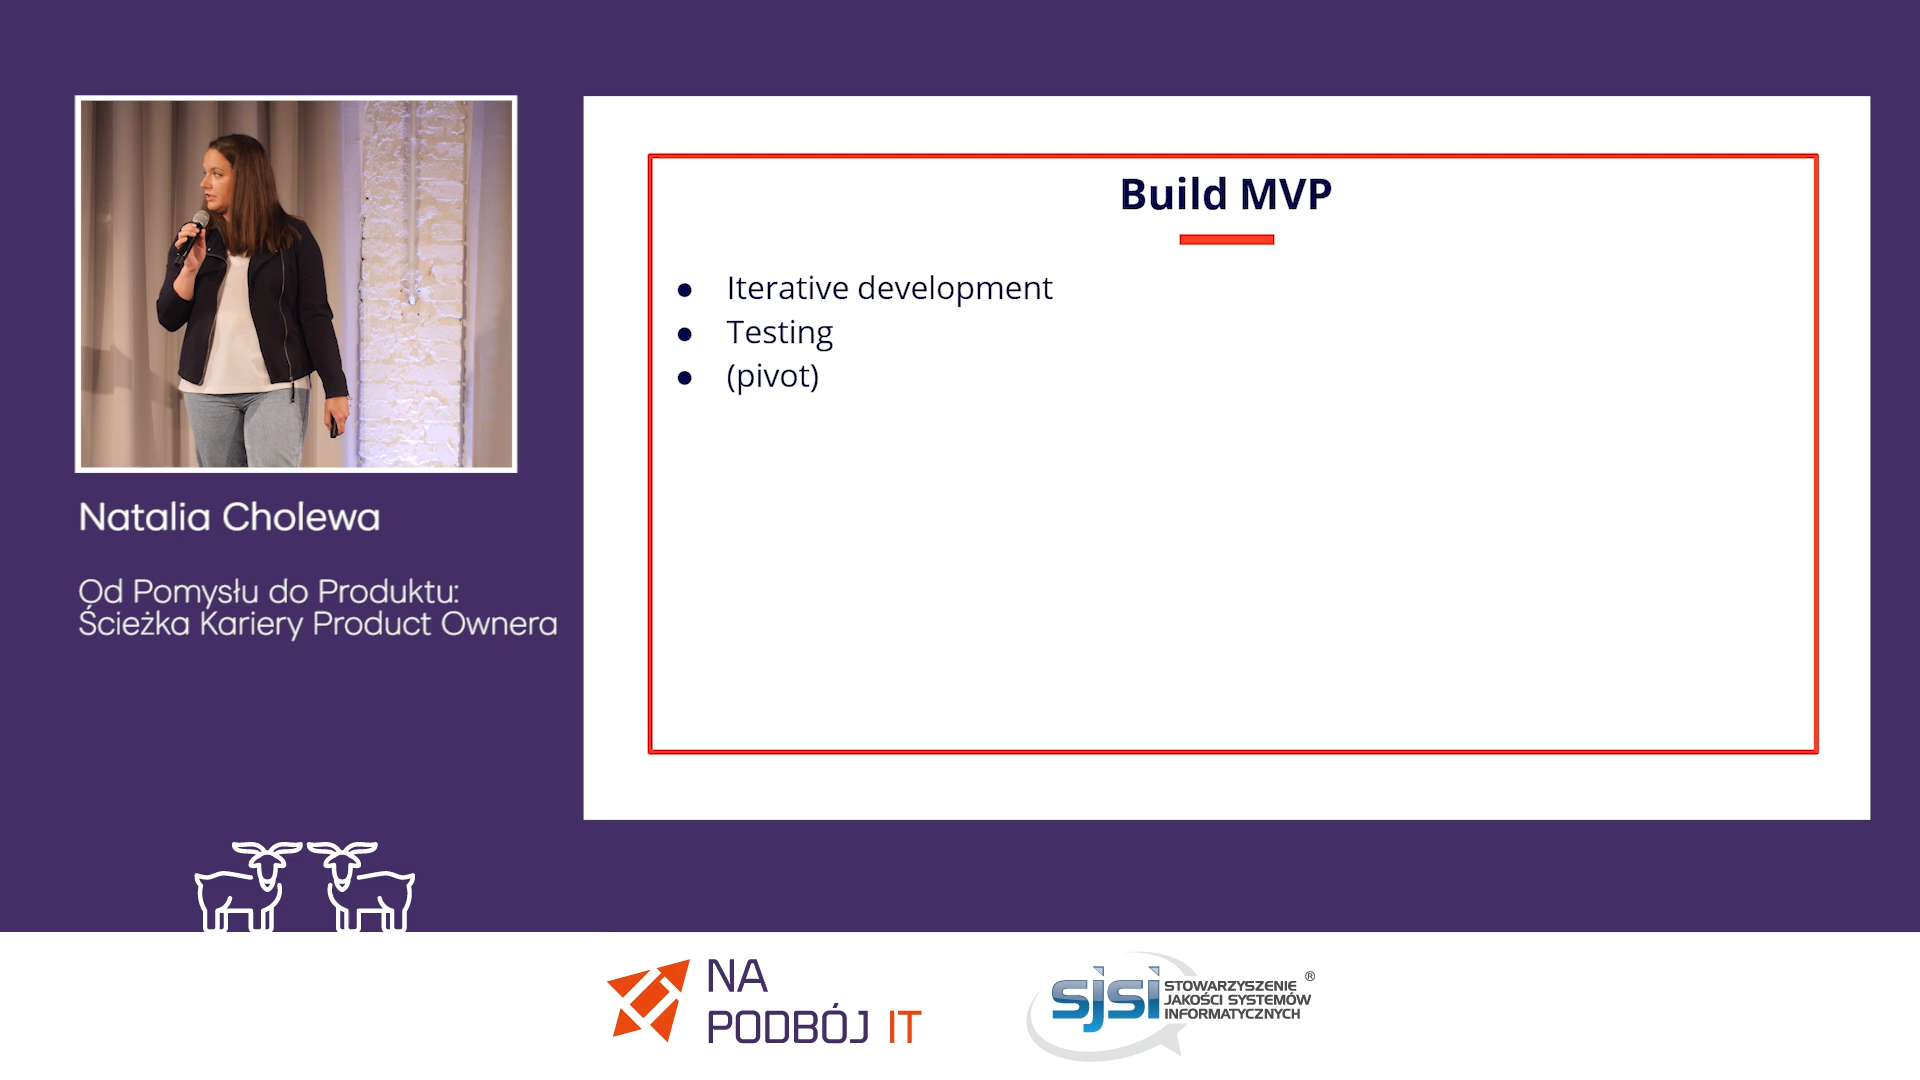 Build MVP
● Iterative development
● Testing
● (pivot)
Natalia Cholewa
Od Pomysłu do Produktu:
Ścieżka Kariery Product Ownera
NA
PODBÓJ IT
sjsi
STOWARZYSZENIE ®
JAKOŚCI SYSTEMÓW
INFORMATYCZNYCH